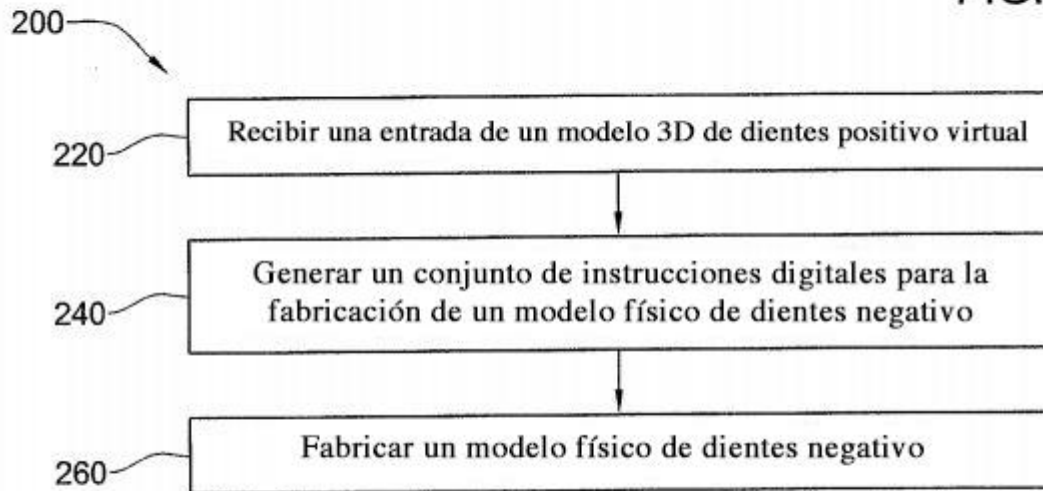 200
220
Recibir una entrada de un modelo 3D de dientes positivo virtual
240
Generar un conjunto de instrucciones digitales para la
fabricación de un modelo físico de dientes negativo
260
Fabricar un modelo físico de dientes negativo